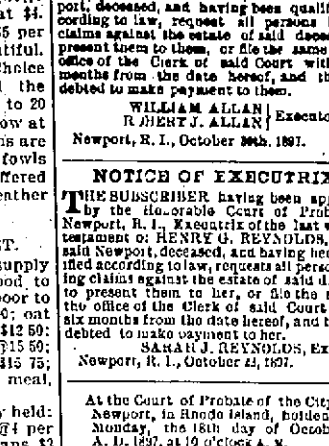 at $4.
per
tiful.
Choice
the
to 20
ow at
s are
fowls
ffered
eather
ST.
supply
ood, to
poor to
oat
$12 50:
@15 50;
$15 75;
meal,
y held:
@4 per
port, deceased, and having been qualif
cording to law, request all persons
claims against the estate of said dece
present them to them, or file the same
office of the Clerk of said Court with
months from the date hereof, and th
debted to make payment to them.
WILLIAM ALLAN
ROBERT J. ALLAN } Executo
Newport, R. I., October 1897.
NOTICE OF EXECUTRIX
THE SUBSCRIBER having been app
by the Honorable Court of Prob
Newport, R. I., Executrix of the last w
testament of HENRY G. REYNOLDS,
said Newport, deceased, and having bee
ified according to law, requests all perso
ing claims against the estate of said d
to present them to her, or file the s
the office of the Clerk of said Court
six months from the date hereof, and t
debted to make payment to her.
SARAH J. REYNOLDS, Ex
Newport, R. I., October 1897.
At the Court of Probate of the City
Newport, in Rhode Island, holden
Monday, the 18th day of Octob
A. D. 1897, at 10 o'clock A. M.